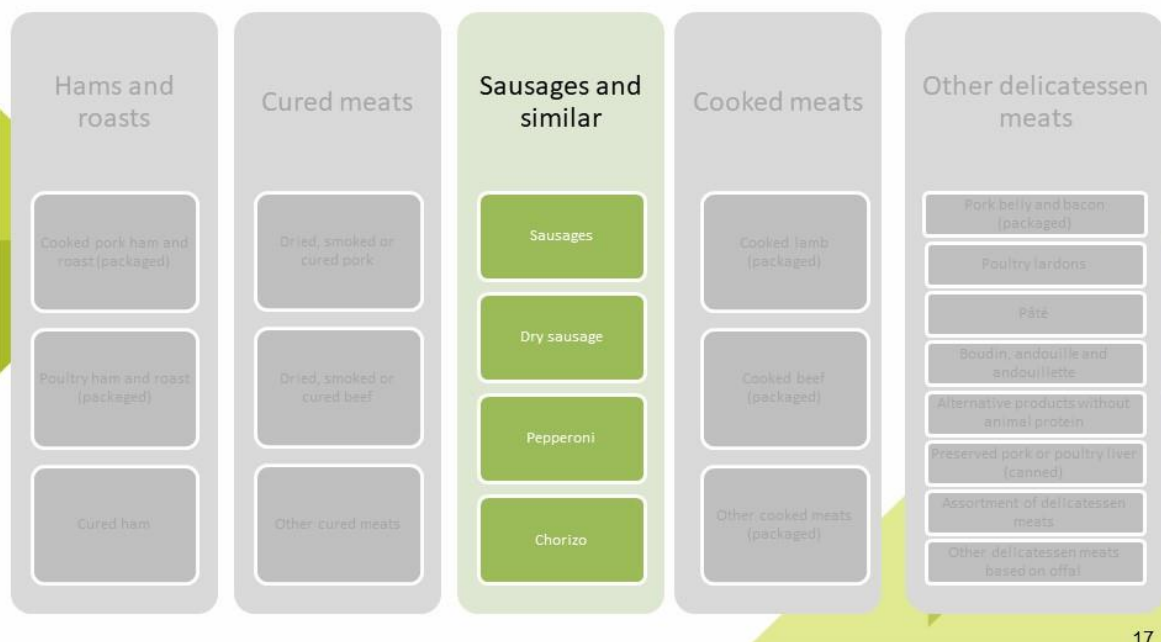 Hams and
roasts
Cooked pork ham and
roast (packaged)
Poultry ham and roast
(packaged)
Cured ham
Cured meats
Dried, smoked or
cured pork
Dried, smoked or
cured beef
Other cured meats
Sausages and
similar
Sausages
Dry sausage
Pepperoni
Chorizo
Cooked meats
Cooked lamb
(packaged)
Cooked beef
(packaged)
Other cooked meats
(packaged)
Other delicatessen
meats
Pork belly and bacon
(packaged)
Poultry lardons
Pâté
Boudin, andouille and
andouillette
Alternative products without
animal protein
Preserved pork or poultry liver
(canned)
Assortment of delicatessen
meats
Other delicatessen meats
based on offal
17